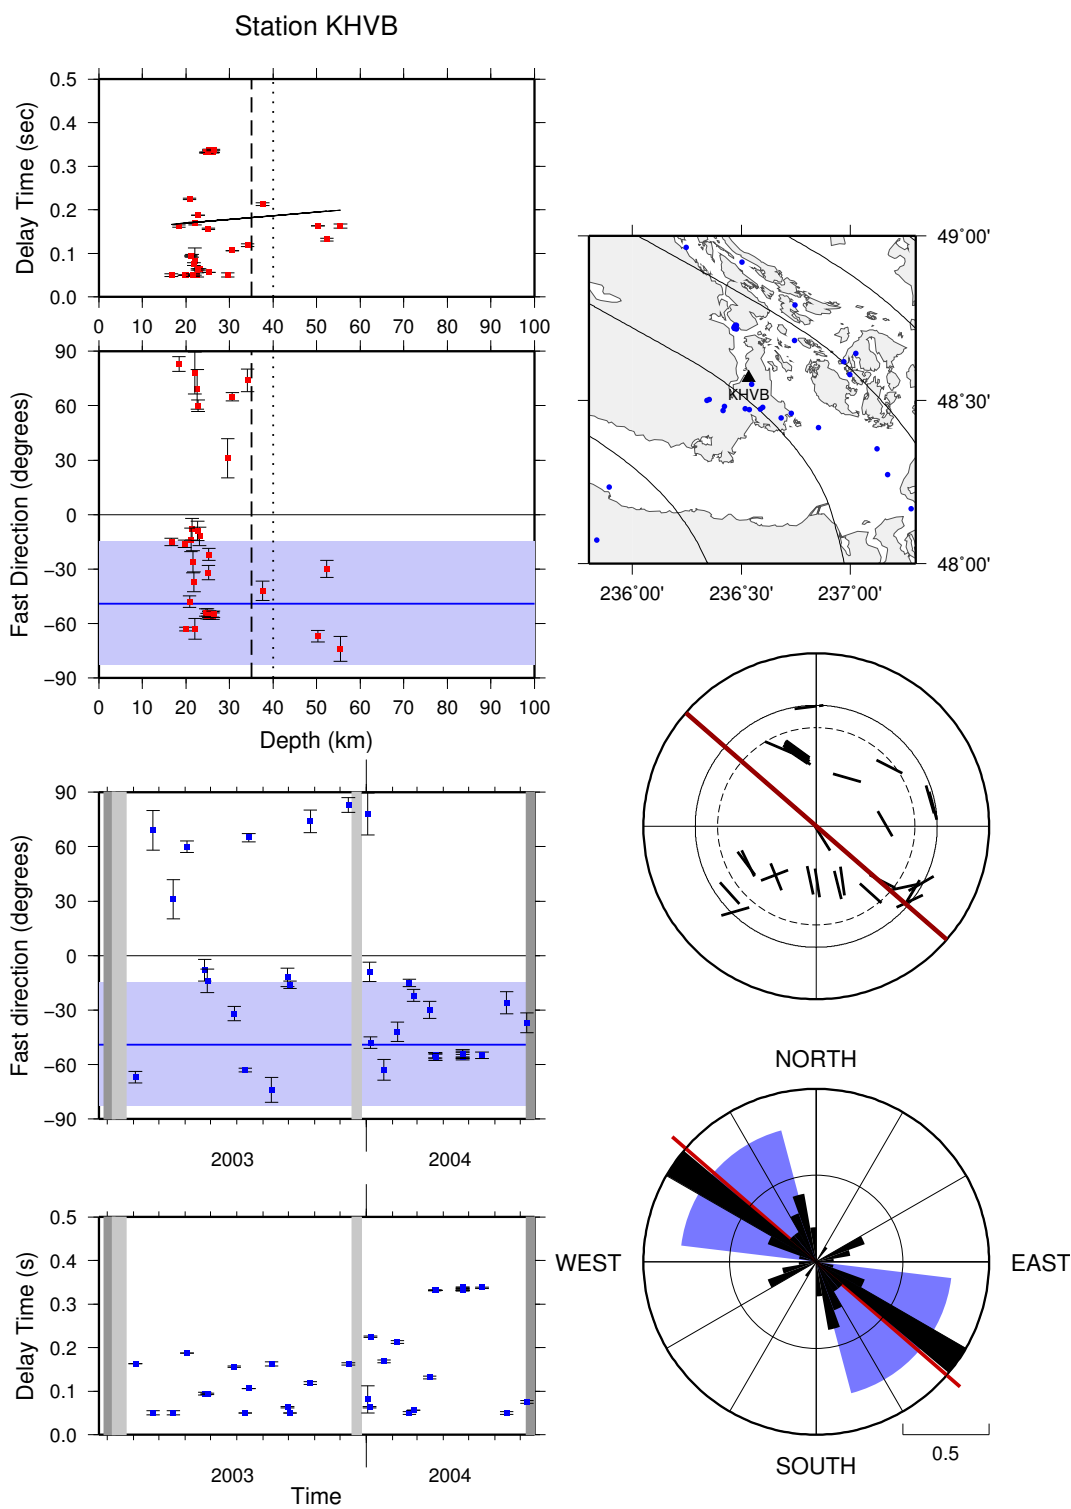 Station KHVB
Delay Time (sec)
0.5
0.4
0.3
0.2
0.1
0.0
0 10 20 30 40 50 60 70 80 90 100
Fast Direction (degrees)
90
60
30
0
−30
−60
−90
0 10 20 30 40 50 60 70 80 90 100
Depth (km)
49°00'
48°30'
48°00'
236°00' 236°30' 237°00'
KHVB
Fast direction (degrees)
90
60
30
0
−30
−60
−90
2003 2004
Delay Time (s)
0.5
0.4
0.3
0.2
0.1
0.0
2003 2004
Time
NORTH
WEST EAST
SOUTH
0.5